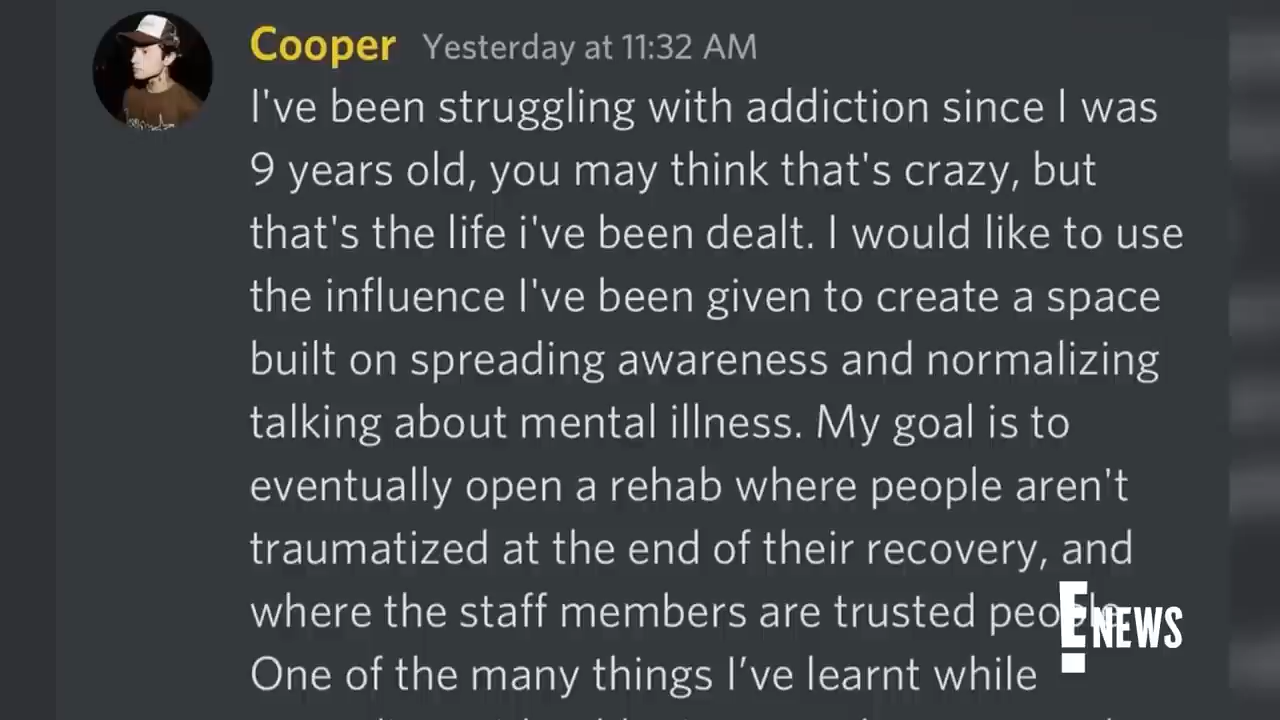 Cooper Yesterday at 11:32 AM
I've been struggling with addiction since I was
9 years old, you may think that's crazy, but
that's the life i've been dealt. I would like to use
the influence I've been given to create a space
built on spreading awareness and normalizing
talking about mental illness. My goal is to
eventually open a rehab where people aren't
traumatized at the end of their recovery, and
where the staff members are trusted people.
One of the many things I’ve learnt while
E! NEWS